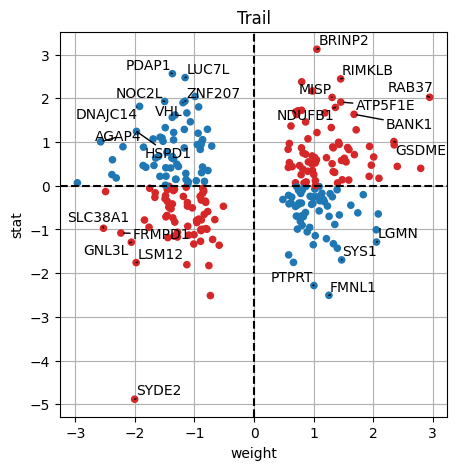 Trail
BRINP2
PDAP1
LUC7L
RIMKLB
NOC2L
ZNF207
MISP
RAB37
DNAJC14
VHL
NDUFB1
ATP5F1E
BANK1
AGAP4
HSPD1
GSDME
SLC38A1
FRMPD1
LGMN
GNL3L
LSM12
SYS1
PTPRT
FMNL1
SYDE2
3
2
1
0
−1
−2
−3
−4
−5
stat
−3
−2
−1
0
1
2
3
weight